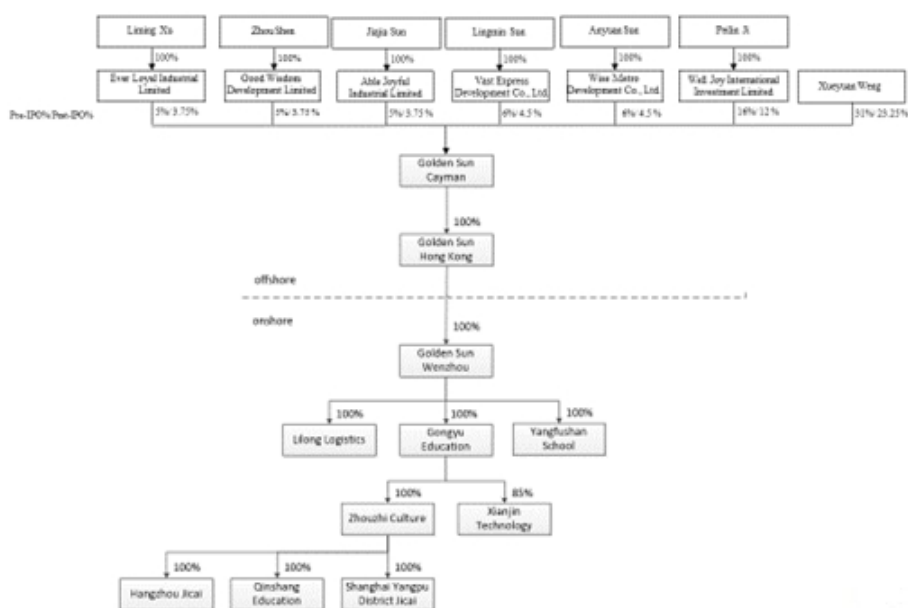 Liming Xu
Zhou Shen
Jiajia Sun
Lingmin Sun
Anyuan Sun
Peilin Ji
100%
100%
100%
100%
100%
100%
Ever Loyal Industrial
Limited
Good Wisdom
Development Limited
Able Joyful
Industrial Limited
Vast Express
Development Co., Ltd.
Wise Metro
Development Co., Ltd.
Well Joy International
Investment Limited
Xueyuan Weng
Pre-IPO%/Post-IPO%
5%/3.75%
5%/3.75%
5%/3.75%
6%/4.5%
6%/4.5%
16%/12%
31%/23.25%
Golden Sun
Cayman
100%
Golden Sun
Hong Kong
offshore
onshore
100%
Golden Sun
Wenzhou
100%
100%
100%
Lilong Logistics
Gongyu
Education
Yangfushan
School
100%
85%
Zhouzhi Culture
Xianjin
Technology
100%
100%
100%
Hangzhou Jicai
Qinshang
Education
Shanghai Yangpu
District Jicai